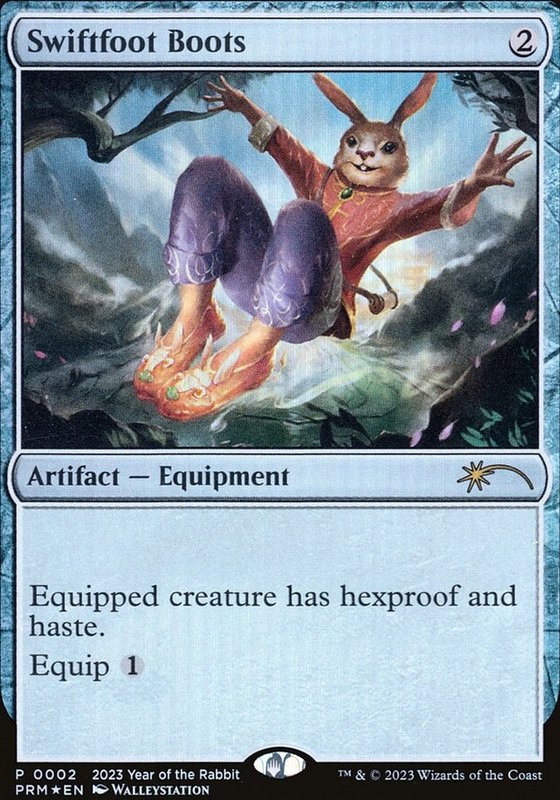 Swiftfoot Boots 2
Artifact — Equipment
Equipped creature has hexproof and
haste.
Equip 1
P 0002 2023 Year of the Rabbit ™ & © 2023 Wizards of the Coast
PRM★EN WALLEYSTATION